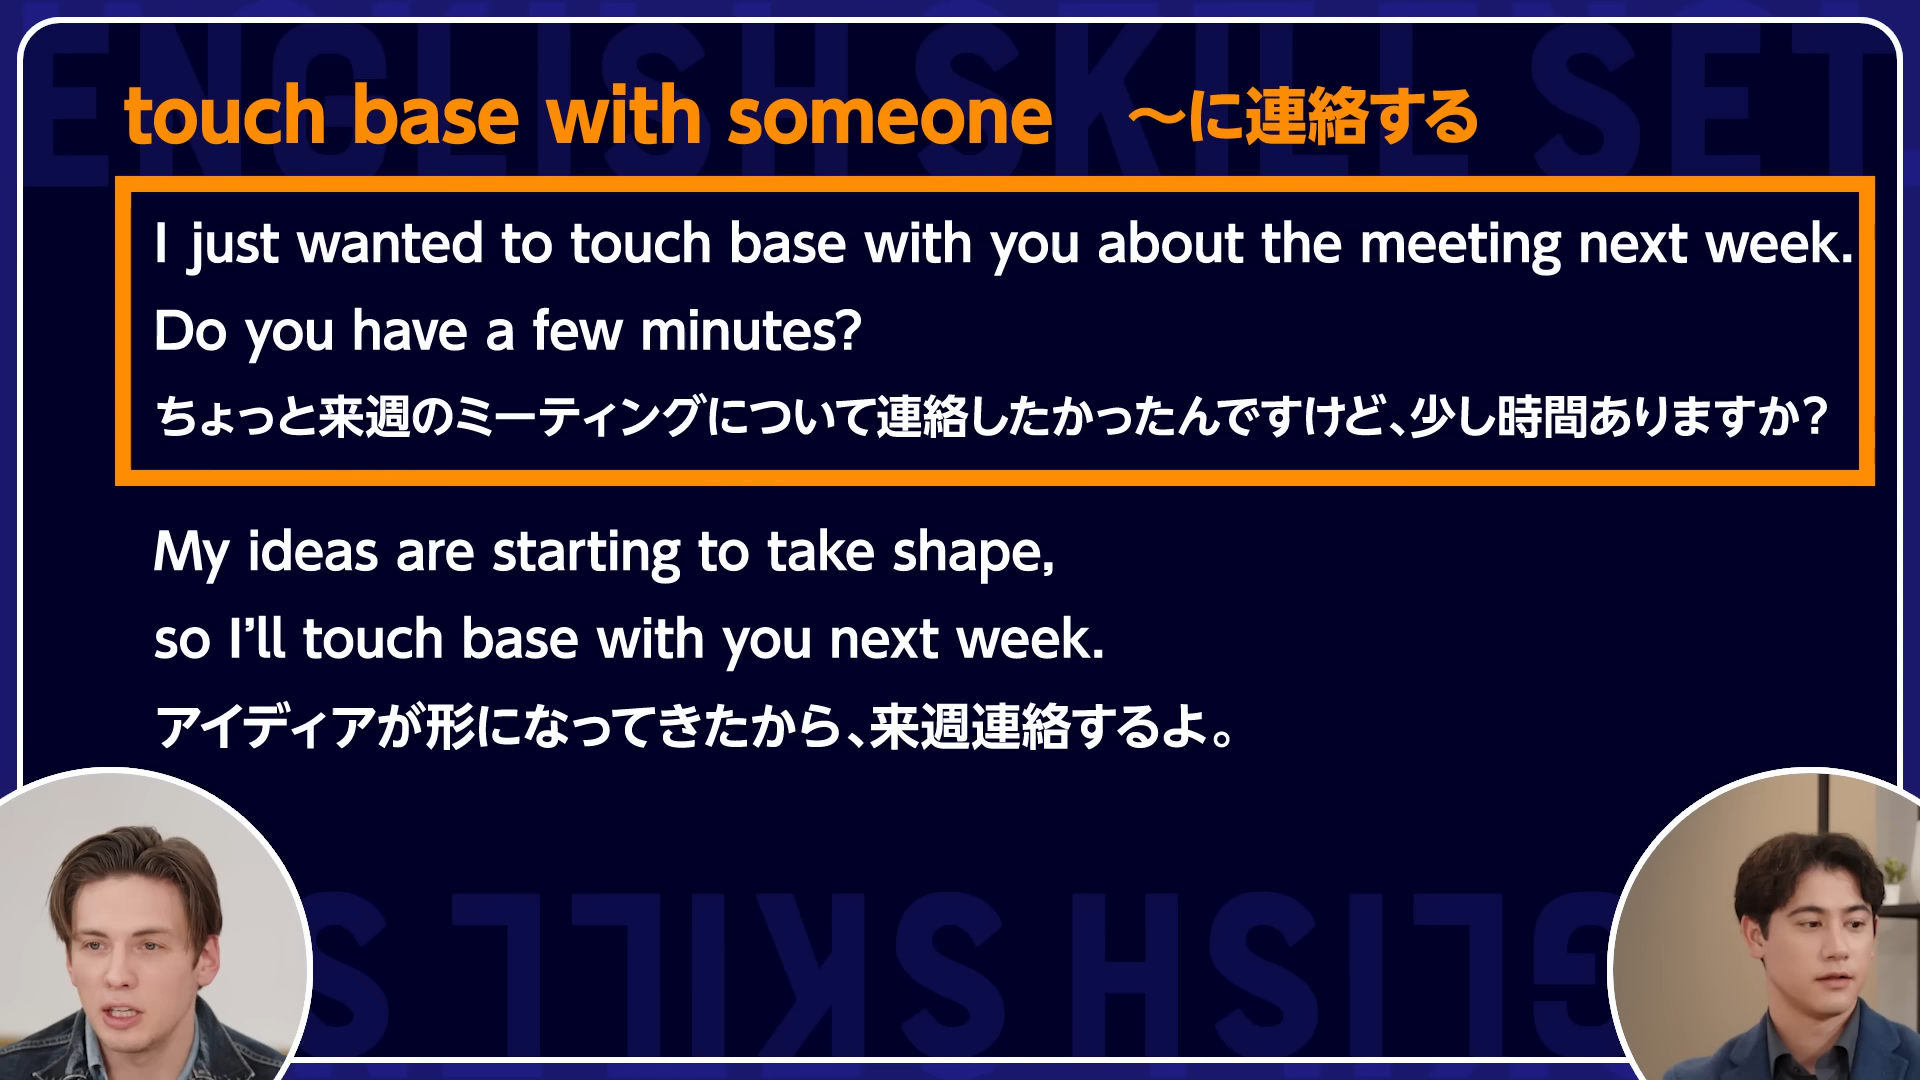 ENGLISH SKILL SET
touch base with someone ～に連絡する
I just wanted to touch base with you about the meeting next week.
Do you have a few minutes?
ちょっと来週のミーティングについて連絡したかったんですけど、少し時間ありますか？
My ideas are starting to take shape,
so I’ll touch base with you next week.
アイディアが形になってきたから、来週連絡するよ。
GLISH SKILL S